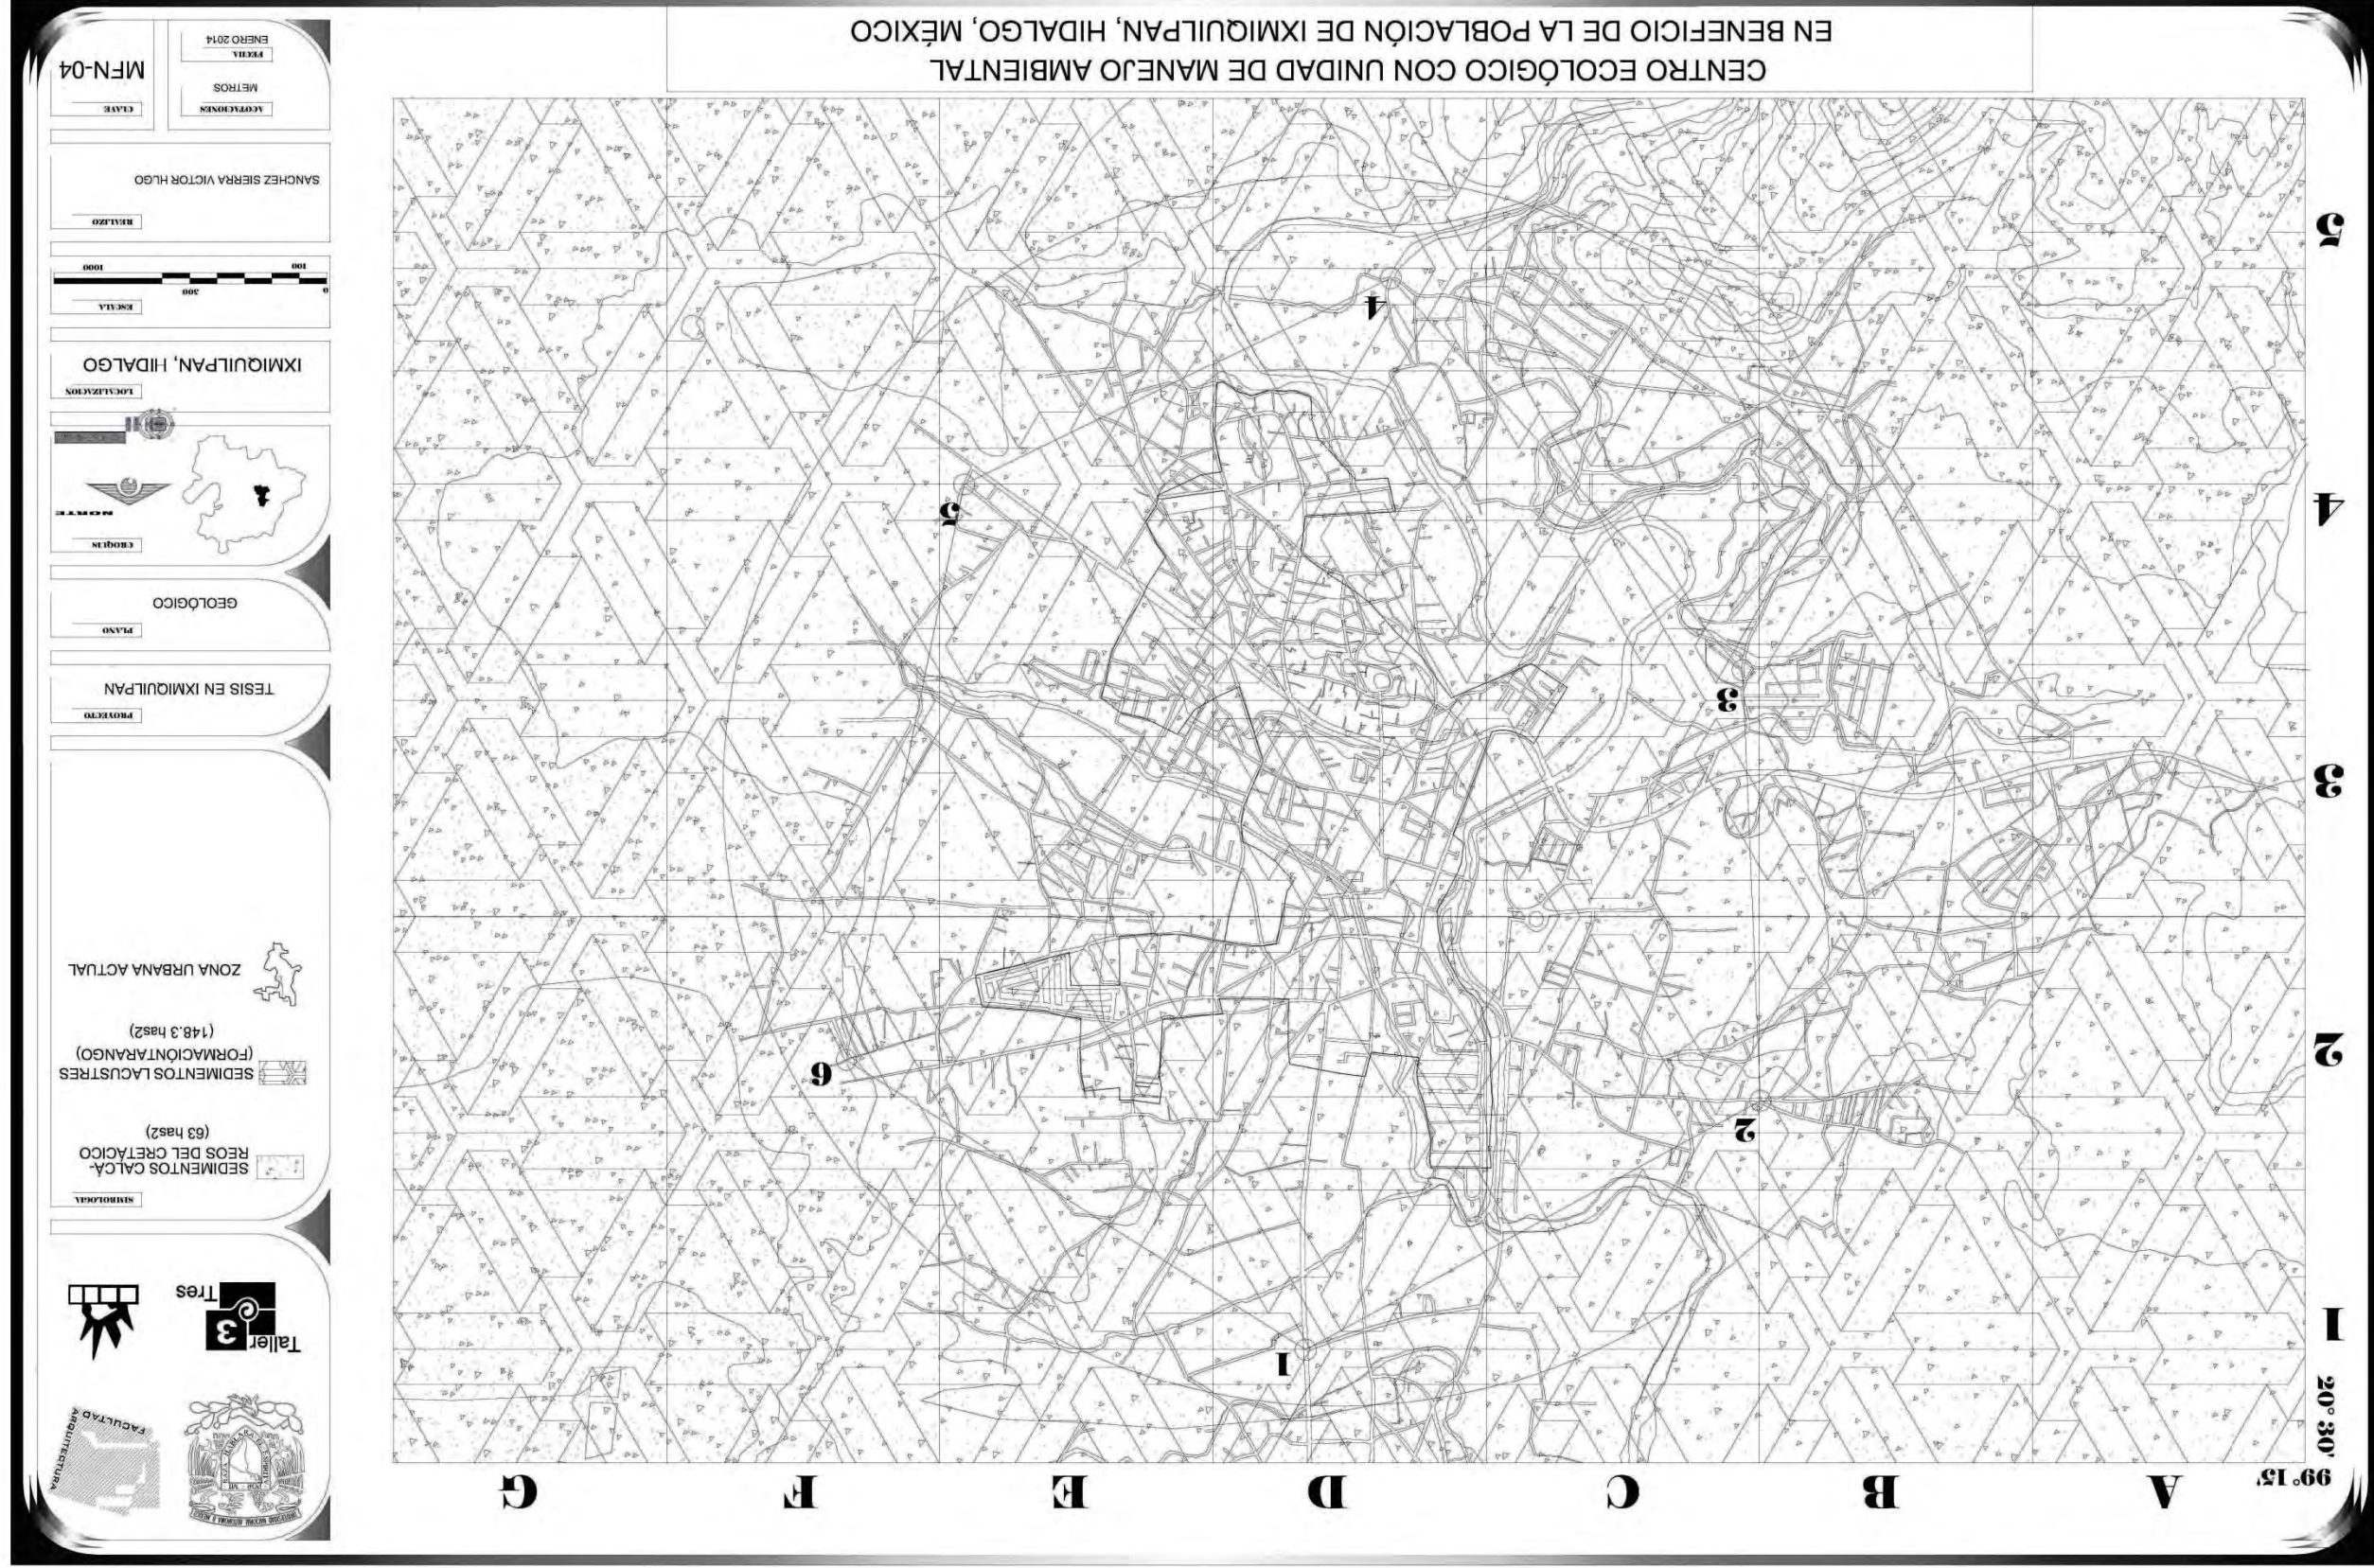 99° 15'
A
B
C
D
E
F
G
20° 30'
1
2
3
4
5
1
2
3
4
5
6
CENTRO ECOLÓGICO CON UNIDAD DE MANEJO AMBIENTAL
EN BENEFICIO DE LA POBLACIÓN DE IXMIQUILPAN, HIDALGO, MÉXICO
FACULTAD
ARQUITECTURA
Taller
3
Tres
SIMBOLOGIA
SEDIMENTOS CALCÁ-
REOS DEL CRETÁCICO
(63 has2)
SEDIMENTOS LACUSTRES
(FORMACIÓNTARANGO)
(148.3 has2)
ZONA URBANA ACTUAL
PROYECTO
TESIS EN IXMIQUILPAN
PLANO
GEOLÓGICO
CROQUIS
NORTE
LOCALIZACION
IXMIQUILPAN, HIDALGO
ESCALA
0 500
100 1000
REALIZO
SANCHEZ SIERRA VICTOR HUGO
ACOTACIONES
METROS
FECHA
ENERO 2014
CLAVE
MFN-04